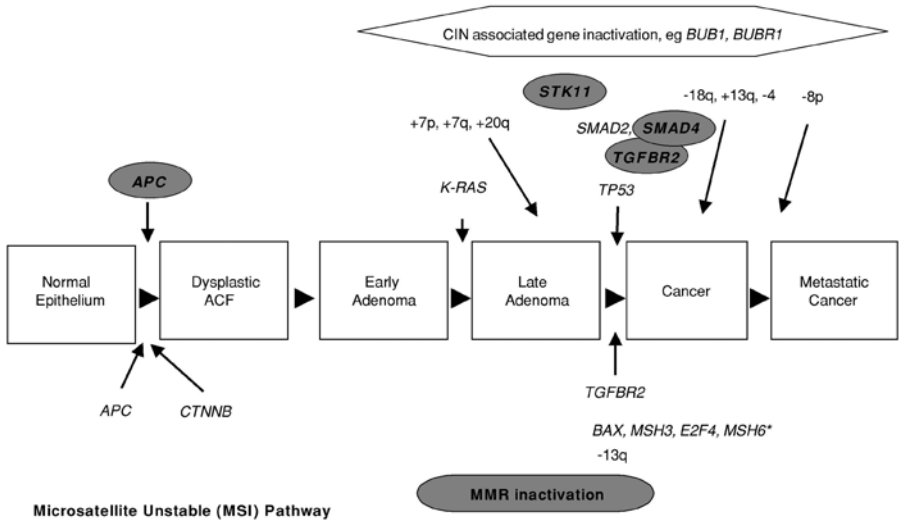 CIN associated gene inactivation, eg BUB1, BUBR1
STK11
-18q, +13q, -4
-8p
+7p, +7q, +20q
SMAD2, SMAD4
TGFBR2
APC
K-RAS
TP53
Normal
Epithelium
Dysplastic
ACF
Early
Adenoma
Late
Adenoma
Cancer
Metastatic
Cancer
APC
CTNNB
TGFBR2
BAX, MSH3, E2F4, MSH6*
-13q
MMR inactivation
Microsatellite Unstable (MSI) Pathway